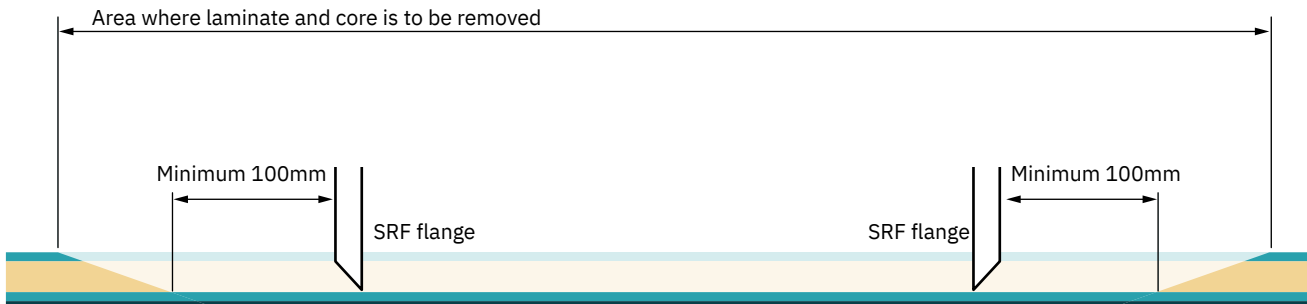 Area where laminate and core is to be removed
Minimum 100mm
Minimum 100mm
SRF flange
SRF flange